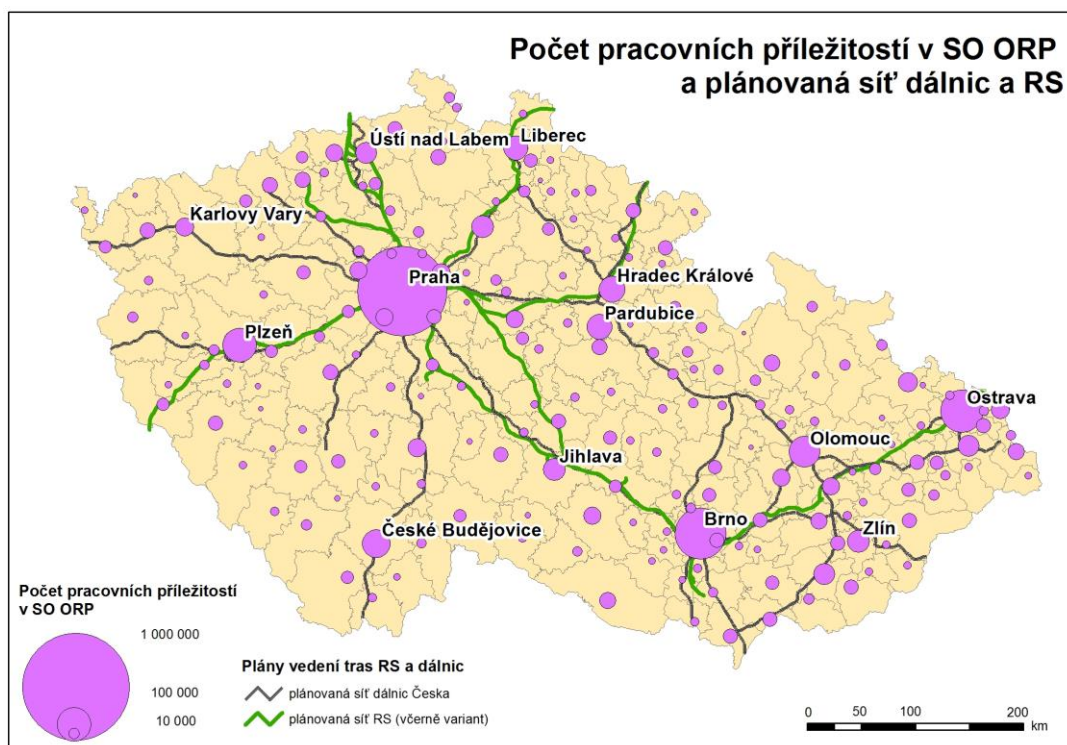 Počet pracovních příležitostí v SO ORP
a plánovaná síť dálnic a RS
Ústí nad Labem
Liberec
Karlovy Vary
Praha
Hradec Králové
Pardubice
Plzeň
Ostrava
Olomouc
Jihlava
Brno
Zlín
České Budějovice
Počet pracovních příležitostí
v SO ORP
1 000 000
100 000
10 000
Plány vedení tras RS a dálnic
plánovaná síť dálnic Česka
plánovaná síť RS (včerně variant)
km
0 50 100 200